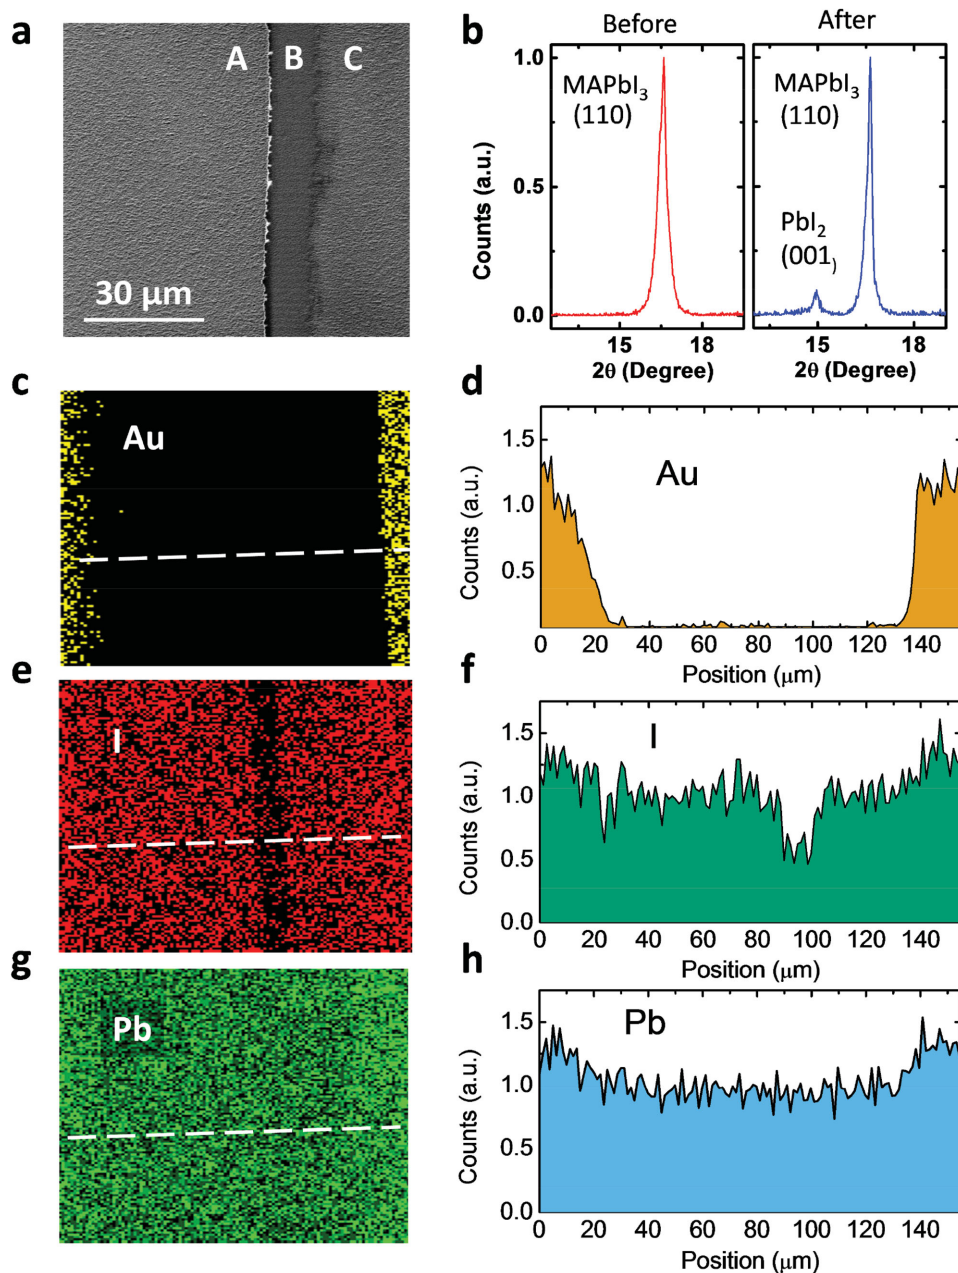 a
A B C
30 μm
b
Before After
1.0
MAPbI₃
(110)
MAPbI₃
(110)
Counts (a.u.)
0.5
PbI₂
(001)
0.0
15 18 15 18
2θ (Degree) 2θ (Degree)
c
Au
d
1.5
Au
Counts (a.u.)
1.0
0.5
0 20 40 60 80 100 120 140
Position (μm)
e
I
f
1.5
I
Counts (a.u.)
1.0
0.5
0.0
0 20 40 60 80 100 120 140
Position (μm)
g
Pb
h
1.5
Pb
Counts (a.u.)
1.0
0.5
0.0
0 20 40 60 80 100 120 140
Position (μm)